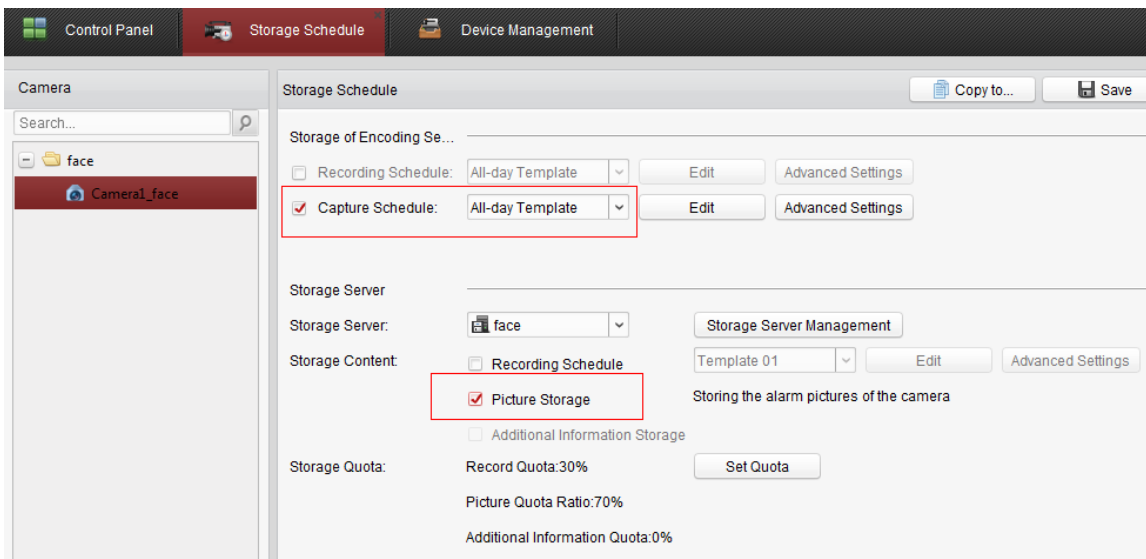 Control Panel
Storage Schedule
Device Management
Camera
Storage Schedule
Copy to...
Save
Search...
Storage of Encoding Se...
face
Recording Schedule: All-day Template Edit Advanced Settings
Camera1_face
Capture Schedule: All-day Template Edit Advanced Settings
Storage Server
Storage Server: face Storage Server Management
Storage Content: Recording Schedule Template 01 Edit Advanced Settings
Picture Storage Storing the alarm pictures of the camera
Additional Information Storage
Storage Quota: Record Quota:30% Set Quota
Picture Quota Ratio:70%
Additional Information Quota:0%